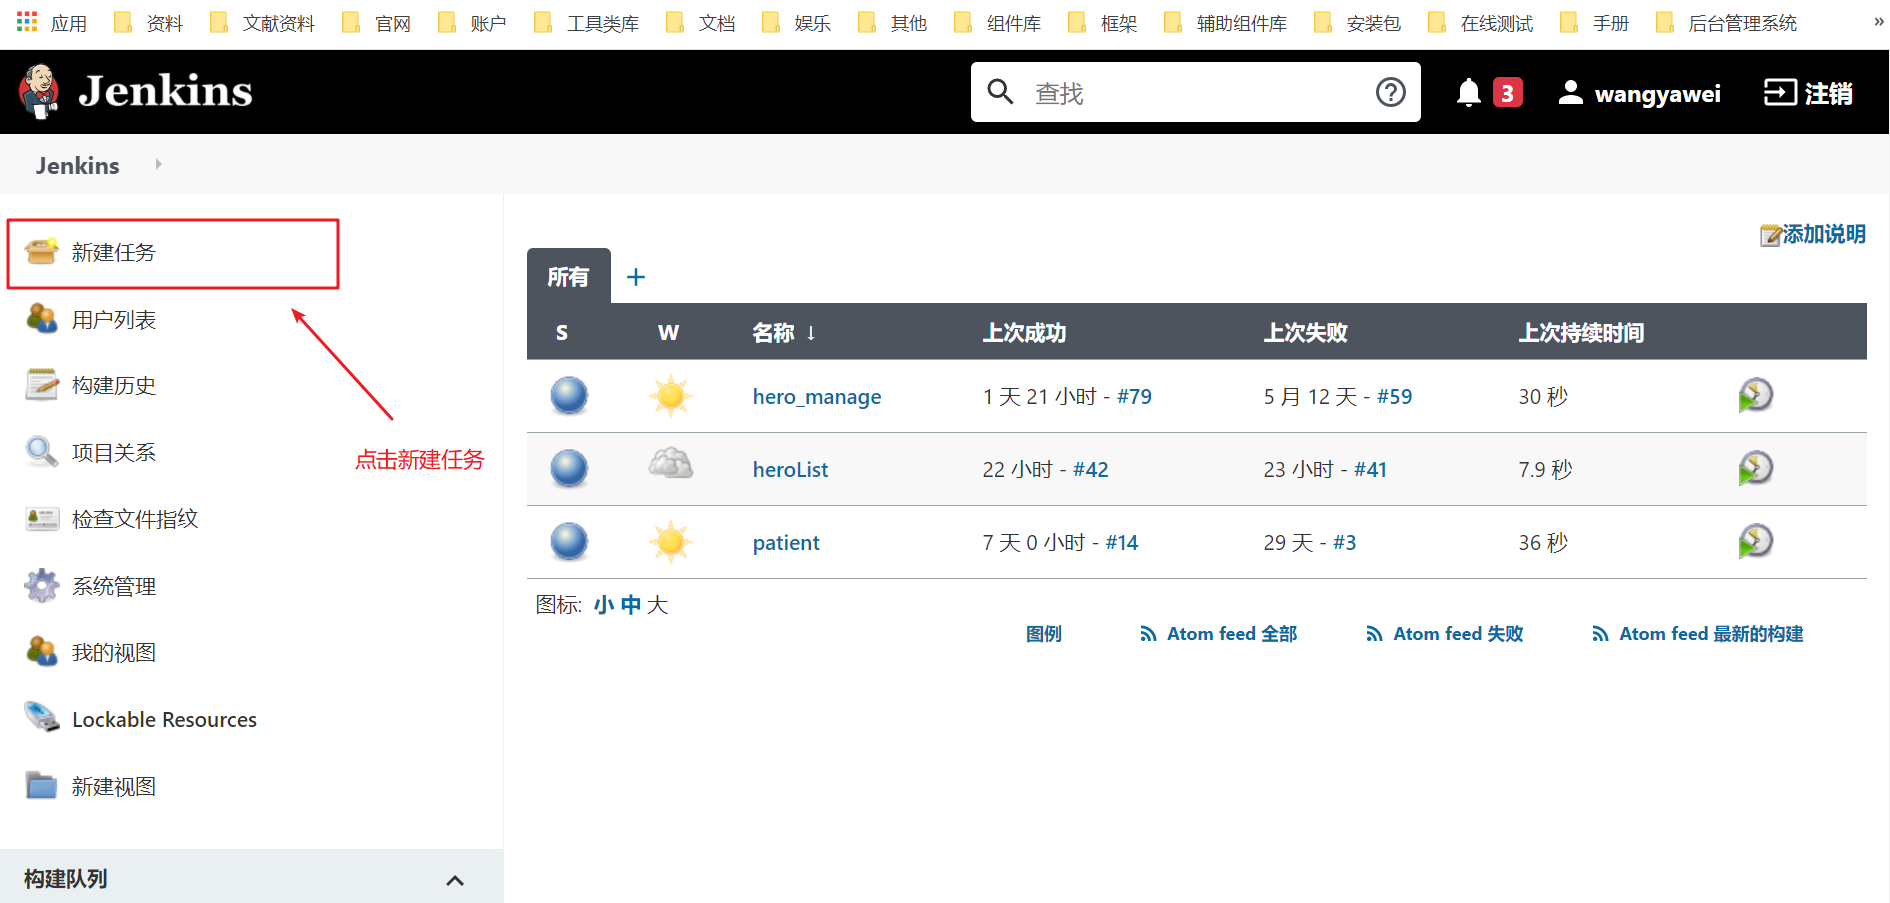 应用 资料 文献资料 官网 账户 工具类库 文档 娱乐 其他 组件库 框架 辅助组件库 安装包 在线测试 手册 后台管理系统 »
Jenkins 查找 3 wangyawei 注销
Jenkins
新建任务
用户列表
构建历史
项目关系
检查文件指纹
系统管理
我的视图
Lockable Resources
新建视图
构建队列
点击新建任务
添加说明
所有 +
S W 名称 ↓ 上次成功 上次失败 上次持续时间
hero_manage 1 天 21 小时 - #79 5 月 12 天 - #59 30 秒
heroList 22 小时 - #42 23 小时 - #41 7.9 秒
patient 7 天 0 小时 - #14 29 天 - #3 36 秒
图标: 小 中 大
图例 Atom feed 全部 Atom feed 失败 Atom feed 最新的构建